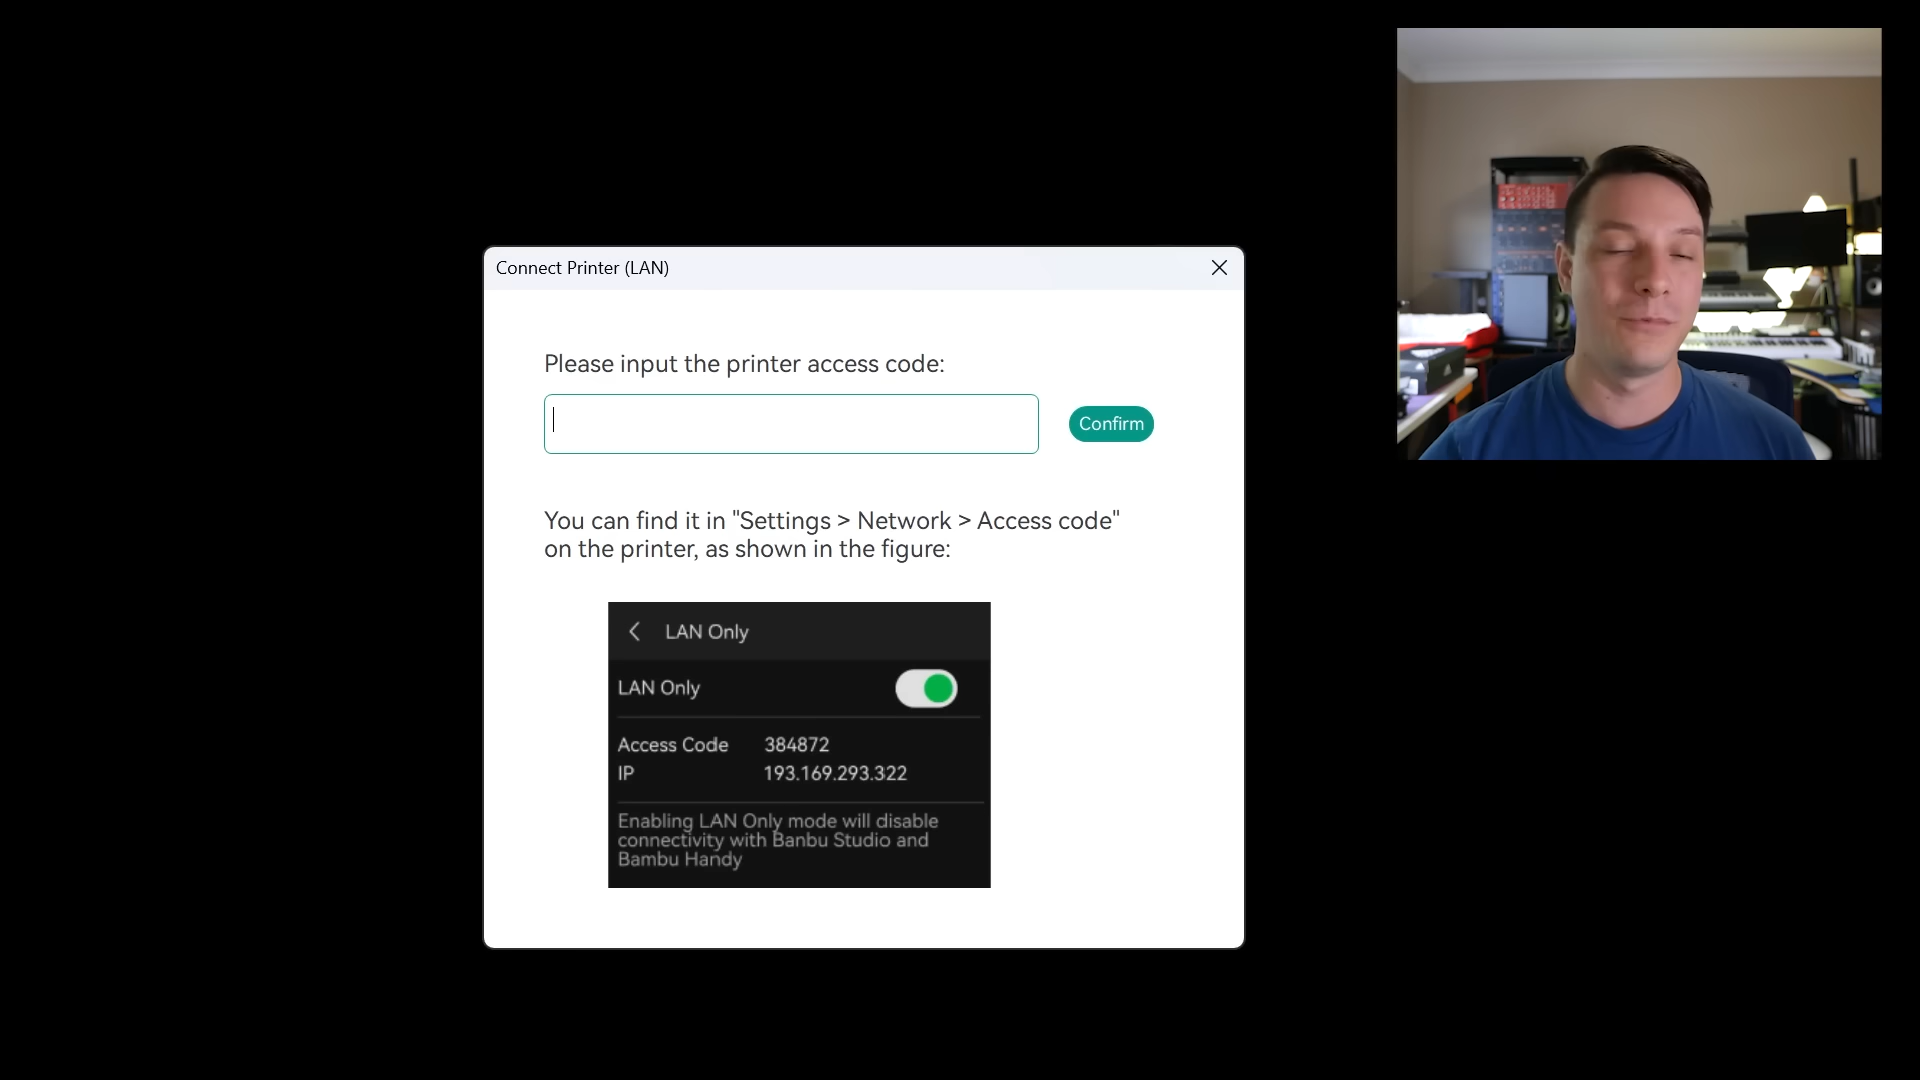 Connect Printer (LAN)
Please input the printer access code:
Confirm
You can find it in "Settings > Network > Access code"
on the printer, as shown in the figure:
LAN Only
LAN Only
Access Code 384872
IP 193.169.293.322
Enabling LAN Only mode will disable
connectivity with Banbu Studio and
Bambu Handy